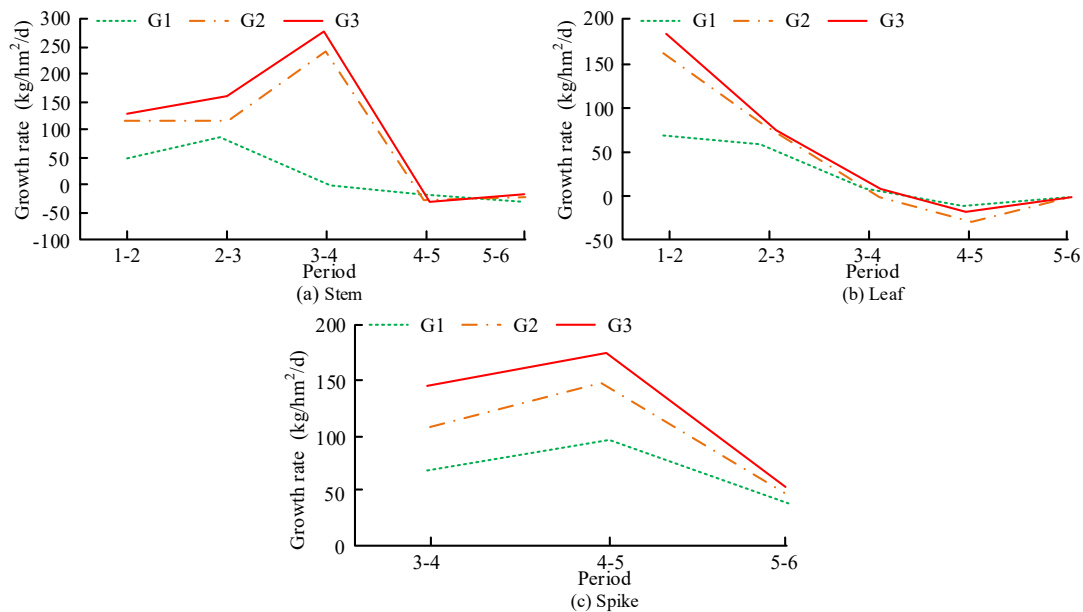 G1 G2 G3
Growth rate (kg/hm²/d)
300
250
200
150
100
50
0
-50
-100
1-2 2-3 3-4 4-5 5-6
Period
(a) Stem
G1 G2 G3
Growth rate (kg/hm²/d)
200
150
100
50
0
-50
1-2 2-3 3-4 4-5 5-6
Period
(b) Leaf
G1 G2 G3
Growth rate (kg/hm²/d)
200
150
100
50
0
3-4 4-5 5-6
Period
(c) Spike